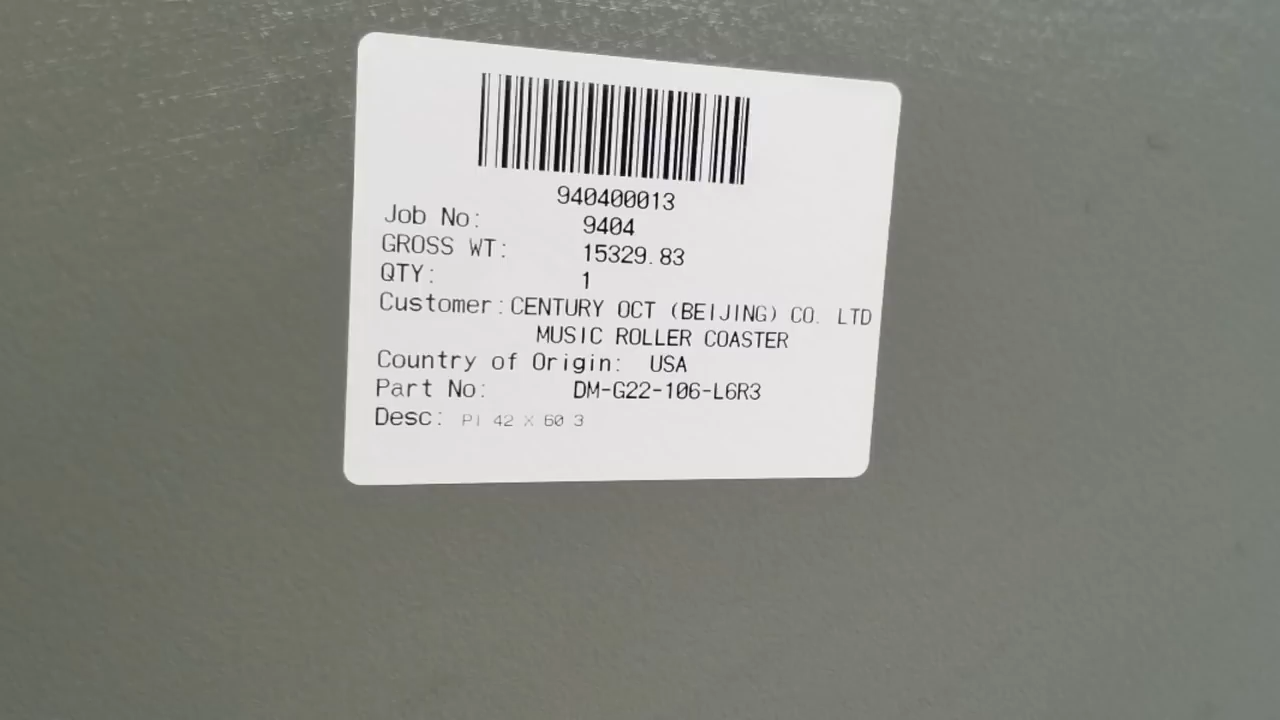 940400013
Job No: 9404
GROSS WT: 15329.83
QTY: 1
Customer: CENTURY OCT (BEIJING) CO. LTD
MUSIC ROLLER COASTER
Country of Origin: USA
Part No: DM-G22-106-L6R3
Desc: 42 X 60 3